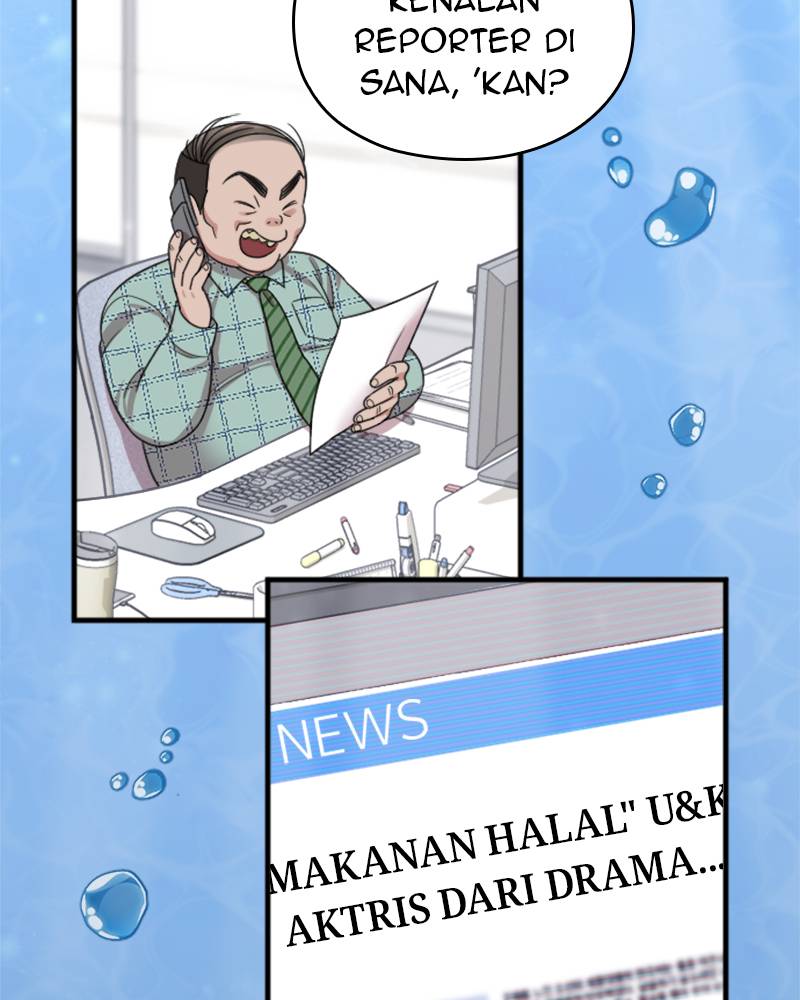 KENALAN
REPORTER DI
SANA, 'KAN?
NEWS
MAKANAN HALAL" U&K
AKTRIS DARI DRAMA...